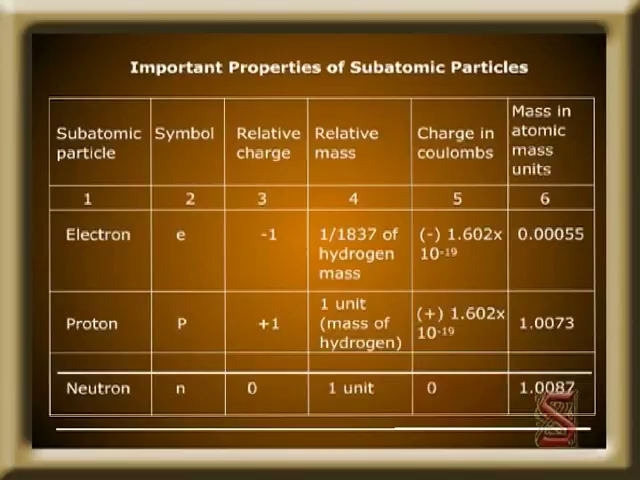 Important Properties of Subatomic Particles
Subatomic particle
Symbol
Relative charge
Relative mass
Charge in coulombs
Mass in atomic mass units
1
2
3
4
5
6
Electron
e
-1
1/1837 of hydrogen mass
(-) 1.602x 10⁻¹⁹
0.00055
Proton
P
+1
1 unit (mass of hydrogen)
(+) 1.602x 10⁻¹⁹
1.0073
Neutron
n
0
1 unit
0
1.0087
S